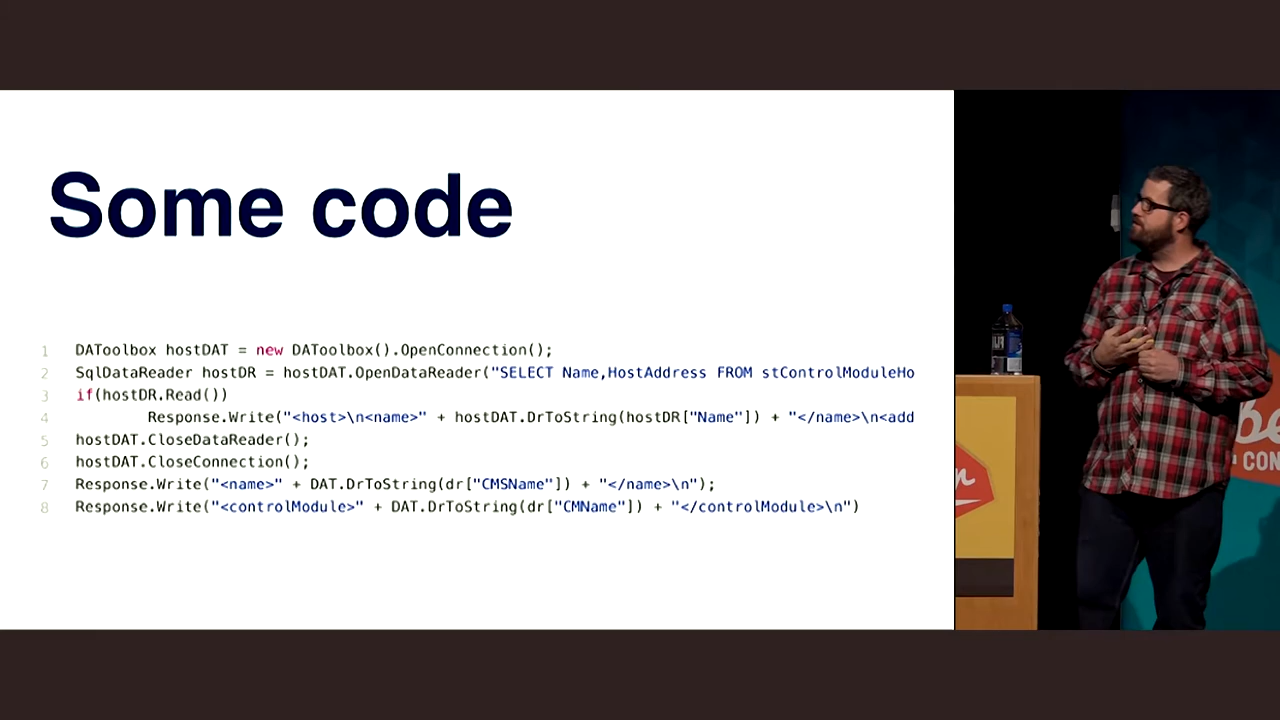 Some code
1 DAToolbox hostDAT = new DAToolbox().OpenConnection();
2 SqlDataReader hostDR = hostDAT.OpenDataReader("SELECT Name,HostAddress FROM stControlModuleHo
3 if(hostDR.Read())
4 Response.Write("<host>\n<name>" + hostDAT.DrToString(hostDR["Name"]) + "</name>\n<add
5 hostDAT.CloseDataReader();
6 hostDAT.CloseConnection();
7 Response.Write("<name>" + DAT.DrToString(dr["CMSName"]) + "</name>\n");
8 Response.Write("<controlModule>" + DAT.DrToString(dr["CMName"]) + "</controlModule>\n")
be
CON